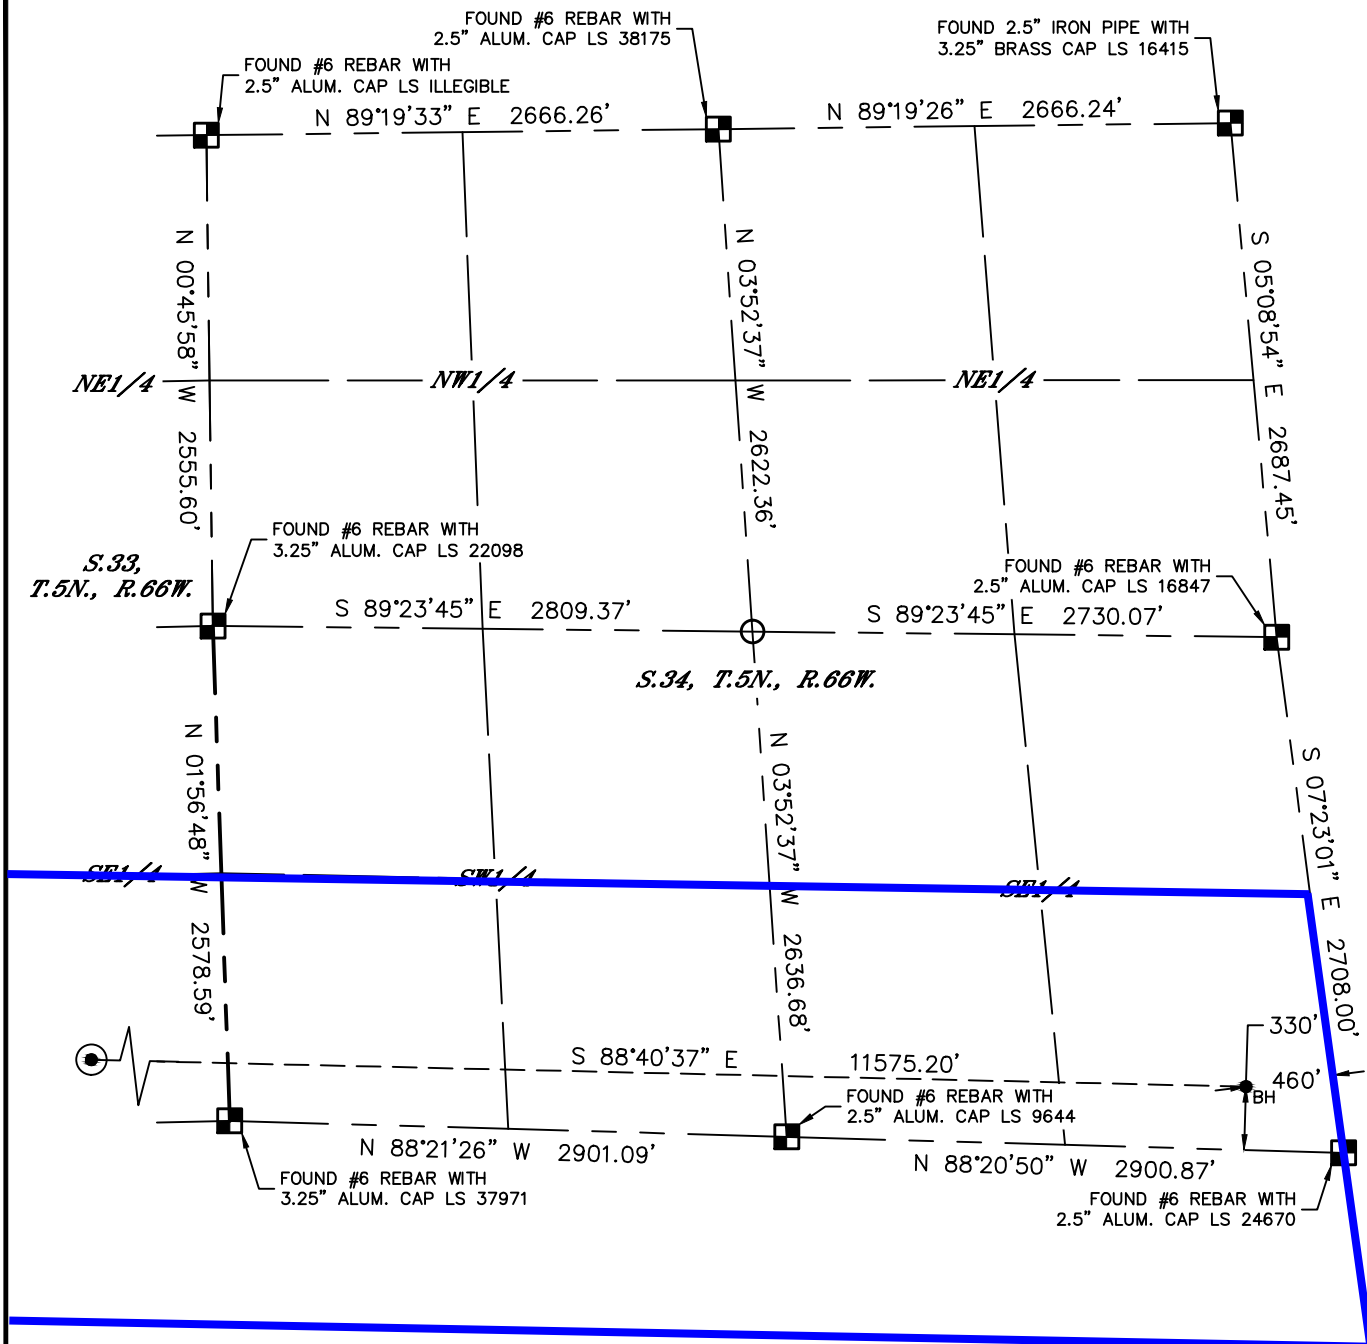 FOUND #6 REBAR WITH
2.5" ALUM. CAP LS 38175
FOUND 2.5" IRON PIPE WITH
3.25" BRASS CAP LS 16415
FOUND #6 REBAR WITH
2.5" ALUM. CAP LS ILLEGIBLE
N 89°19'33" E 2666.26'
N 89°19'26" E 2666.24'
N 00°45'58" W 2555.60'
N 03°52'37" W 2622.36'
S 05°08'54" E 2687.45'
NE1/4
NW1/4
NE1/4
FOUND #6 REBAR WITH
3.25" ALUM. CAP LS 22098
S.33,
T.5N., R.66W.
FOUND #6 REBAR WITH
2.5" ALUM. CAP LS 16847
S 89°23'45" E 2809.37'
S 89°23'45" E 2730.07'
S.34, T.5N., R.66W.
N 01°56'48" W 2578.59'
N 03°52'37" W 2636.68'
S 07°23'01" E 2708.00'
SE1/4
SW1/4
SE1/4
330'
S 88°40'37" E 11575.20'
460'
BH
FOUND #6 REBAR WITH
2.5" ALUM. CAP LS 9644
N 88°21'26" W 2901.09'
N 88°20'50" W 2900.87'
FOUND #6 REBAR WITH
3.25" ALUM. CAP LS 37971
FOUND #6 REBAR WITH
2.5" ALUM. CAP LS 24670